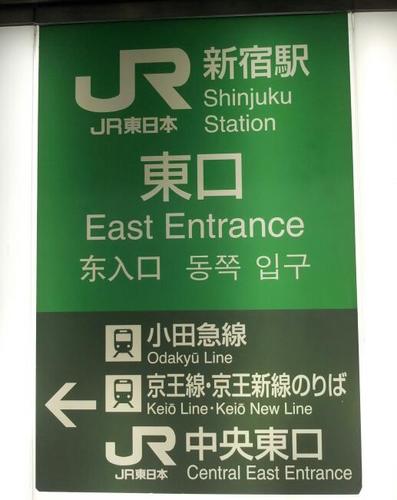 JR 新宿駅
JR東日本 Shinjuku
Station
東口
East Entrance
东入口 동쪽 입구
小田急線
Odakyū Line
京王線・京王新線のりば
Keiō Line・Keiō New Line
JR 中央東口
JR東日本 Central East Entrance